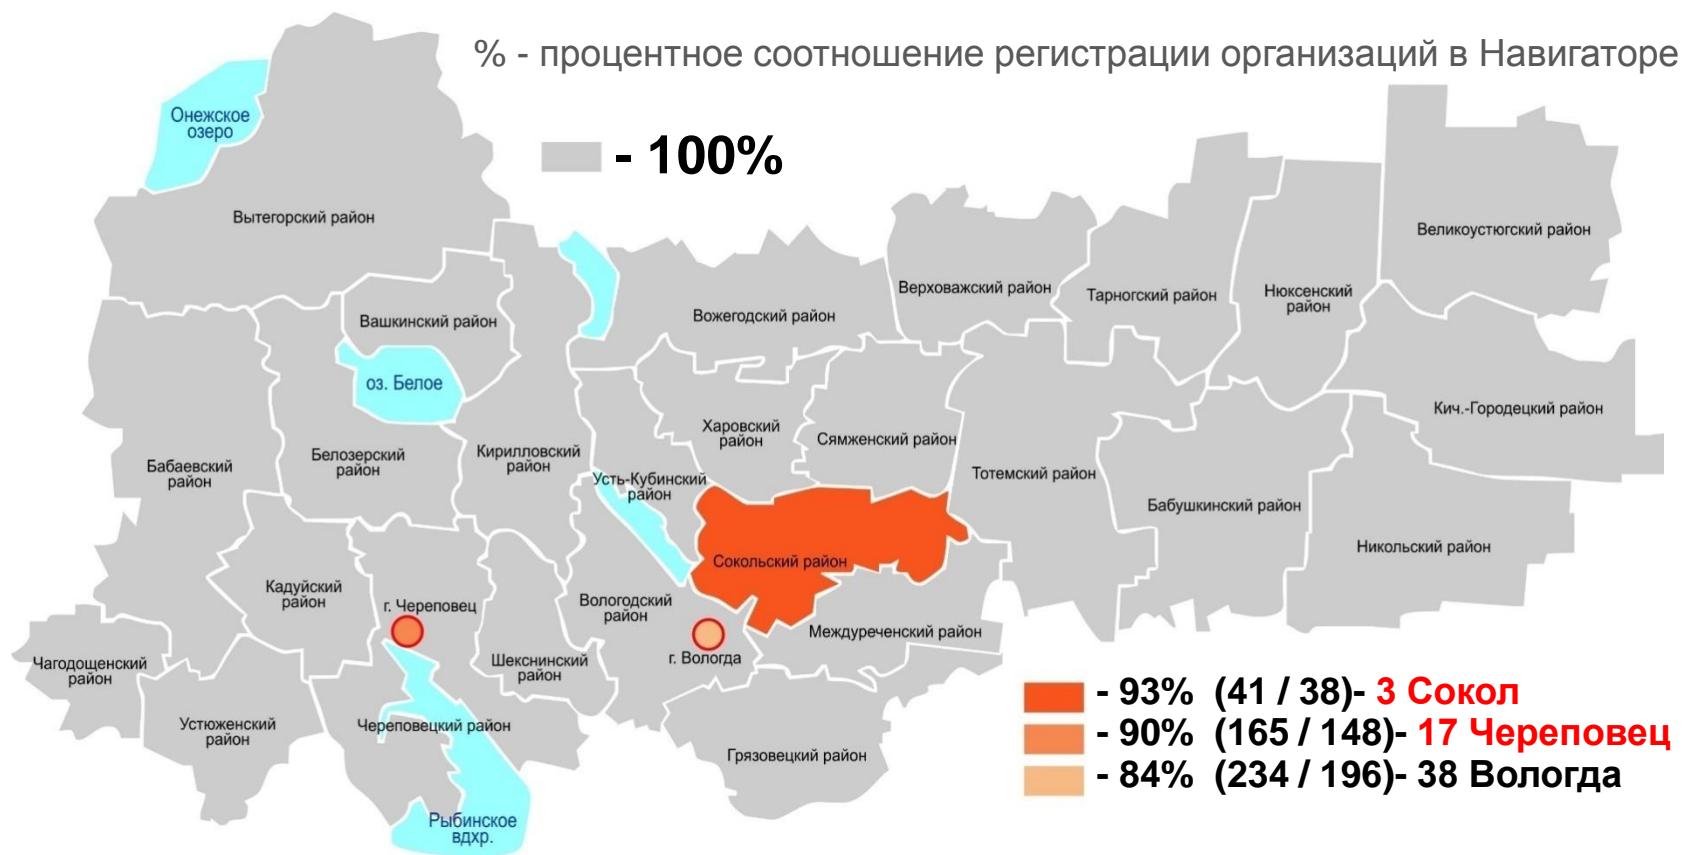 % - процентное соотношение регистрации организаций в Навигаторе
- 100%
Онежское
озеро
Вытегорский район
Великоустюгский район
Верховажский район
Тарногский район
Нюксенский
район
Вашкинский район
Вожегодский район
оз. Белое
Кич.-Городецкий район
Харовский
район
Сямженский район
Белозерский
район
Кириллоʙский
район
Бабаевский
район
Усть-Кубинский
район
Тотемский район
Бабушкинский район
Никольский район
Сокольский район
Кадуйский
район
г. Череповец
Вологодский
район
Междуреченский район
г. Вологда
Чагодощенский
район
Шекснинский
район
Устюженский
район
Череповецкий район
Грязовецкий район
Рыбинское
вдхр.
- 93% (41 / 38)- 3 Сокол
- 90% (165 / 148)- 17 Череповец
- 84% (234 / 196)- 38 Вологда